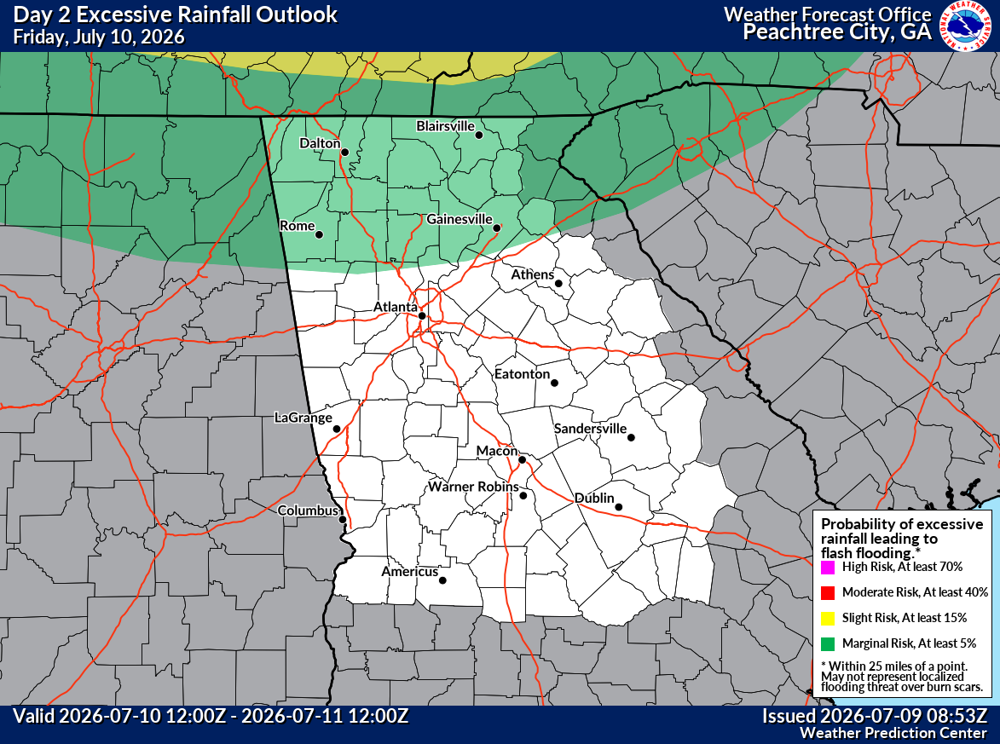 Day 2 Excessive Rainfall Outlook
Friday, July 10, 2026
Weather Forecast Office
Peachtree City, GA
NATIONAL WEATHER SERVICE
Blairsville
Dalton
Gainesville
Rome
Athens
Atlanta
Eatonton
LaGrange
Sandersville
Macon
Warner Robins
Dublin
Columbus
Americus
Probability of excessive
rainfall leading to
flash flooding.*
High Risk, At least 70%
Moderate Risk, At least 40%
Slight Risk, At least 15%
Marginal Risk, At least 5%
* Within 25 miles of a point.
May not represent localized
flooding threat over burn scars.
Valid 2026-07-10 12:00Z - 2026-07-11 12:00Z
Issued 2026-07-09 08:53Z
Weather Prediction Center